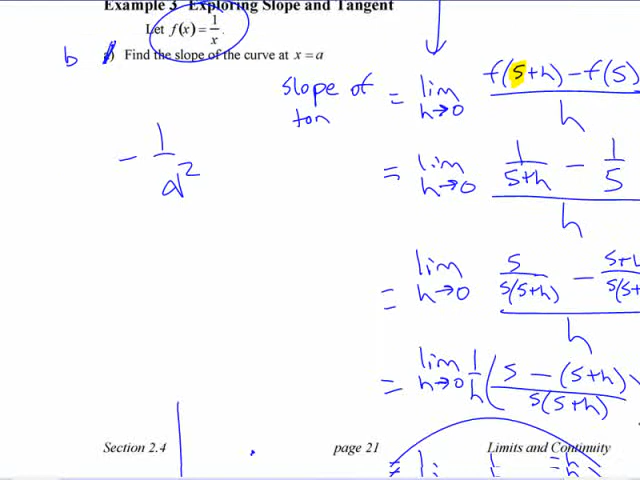 Example 3 Exploring Slope and Tangent
Let f(x) = 1/x.
b a) Find the slope of the curve at x = a
- 1/a²
slope of tan = lim h→0 (f(5+h) - f(5))/h
= lim h→0 (1/(5+h) - 1/5)/h
= lim h→0 (5/(5(5+h)) - (5+h)/(5(5+
h
= lim h→0 1/h ( (5 - (5+h))/(5(5+h))
Section 2.4 page 21 Limits and Continuity